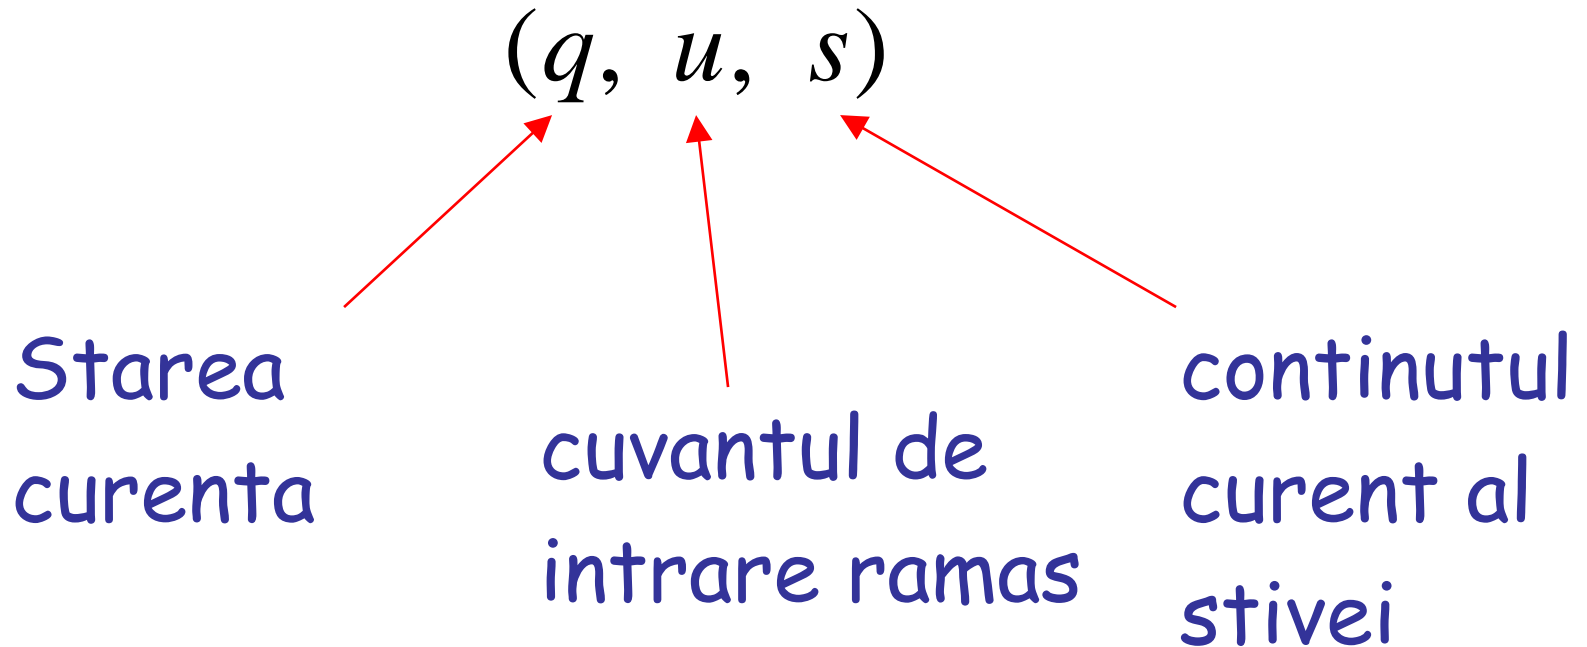 (q, u, s)
Starea
curenta
cuvantul de
intrare ramas
continutul
curent al
stivei